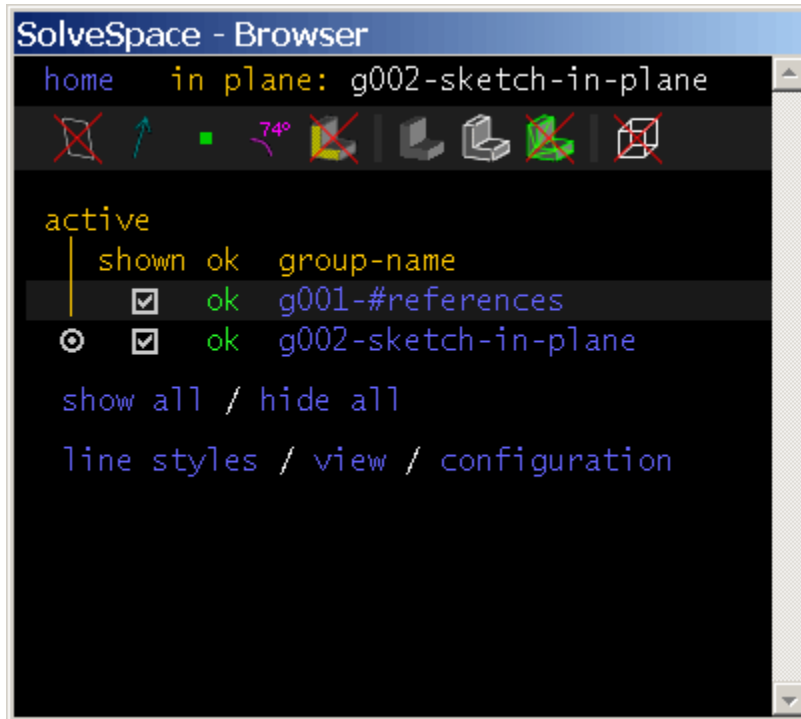 SolveSpace - Browser
home in plane: g002-sketch-in-plane
74°
active
shown ok group-name
ok g001-#references
ok g002-sketch-in-plane
show all / hide all
line styles / view / configuration